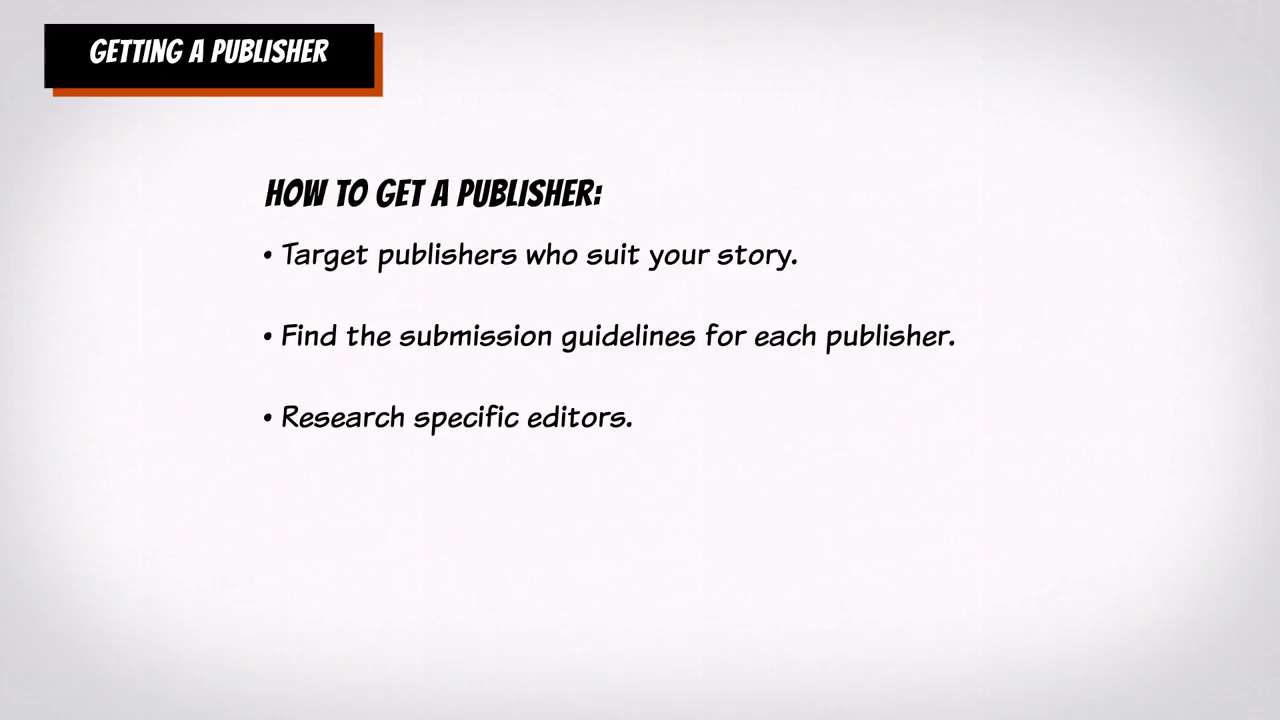 GETTING A PUBLISHER
HOW TO GET A PUBLISHER:
• Target publishers who suit your story.
• Find the submission guidelines for each publisher.
• Research specific editors.